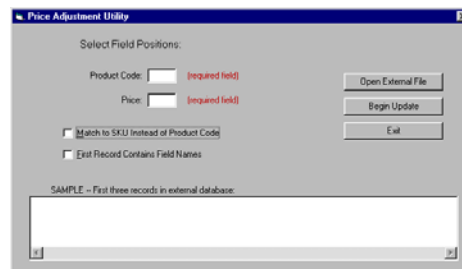 Price Adjustment Utility
Select Field Positions:
Product Code: (required field)
Price: (required field)
Match to SKU Instead of Product Code
First Record Contains Field Names
Open External File
Begin Update
Exit
SAMPLE -- First three records in external database: